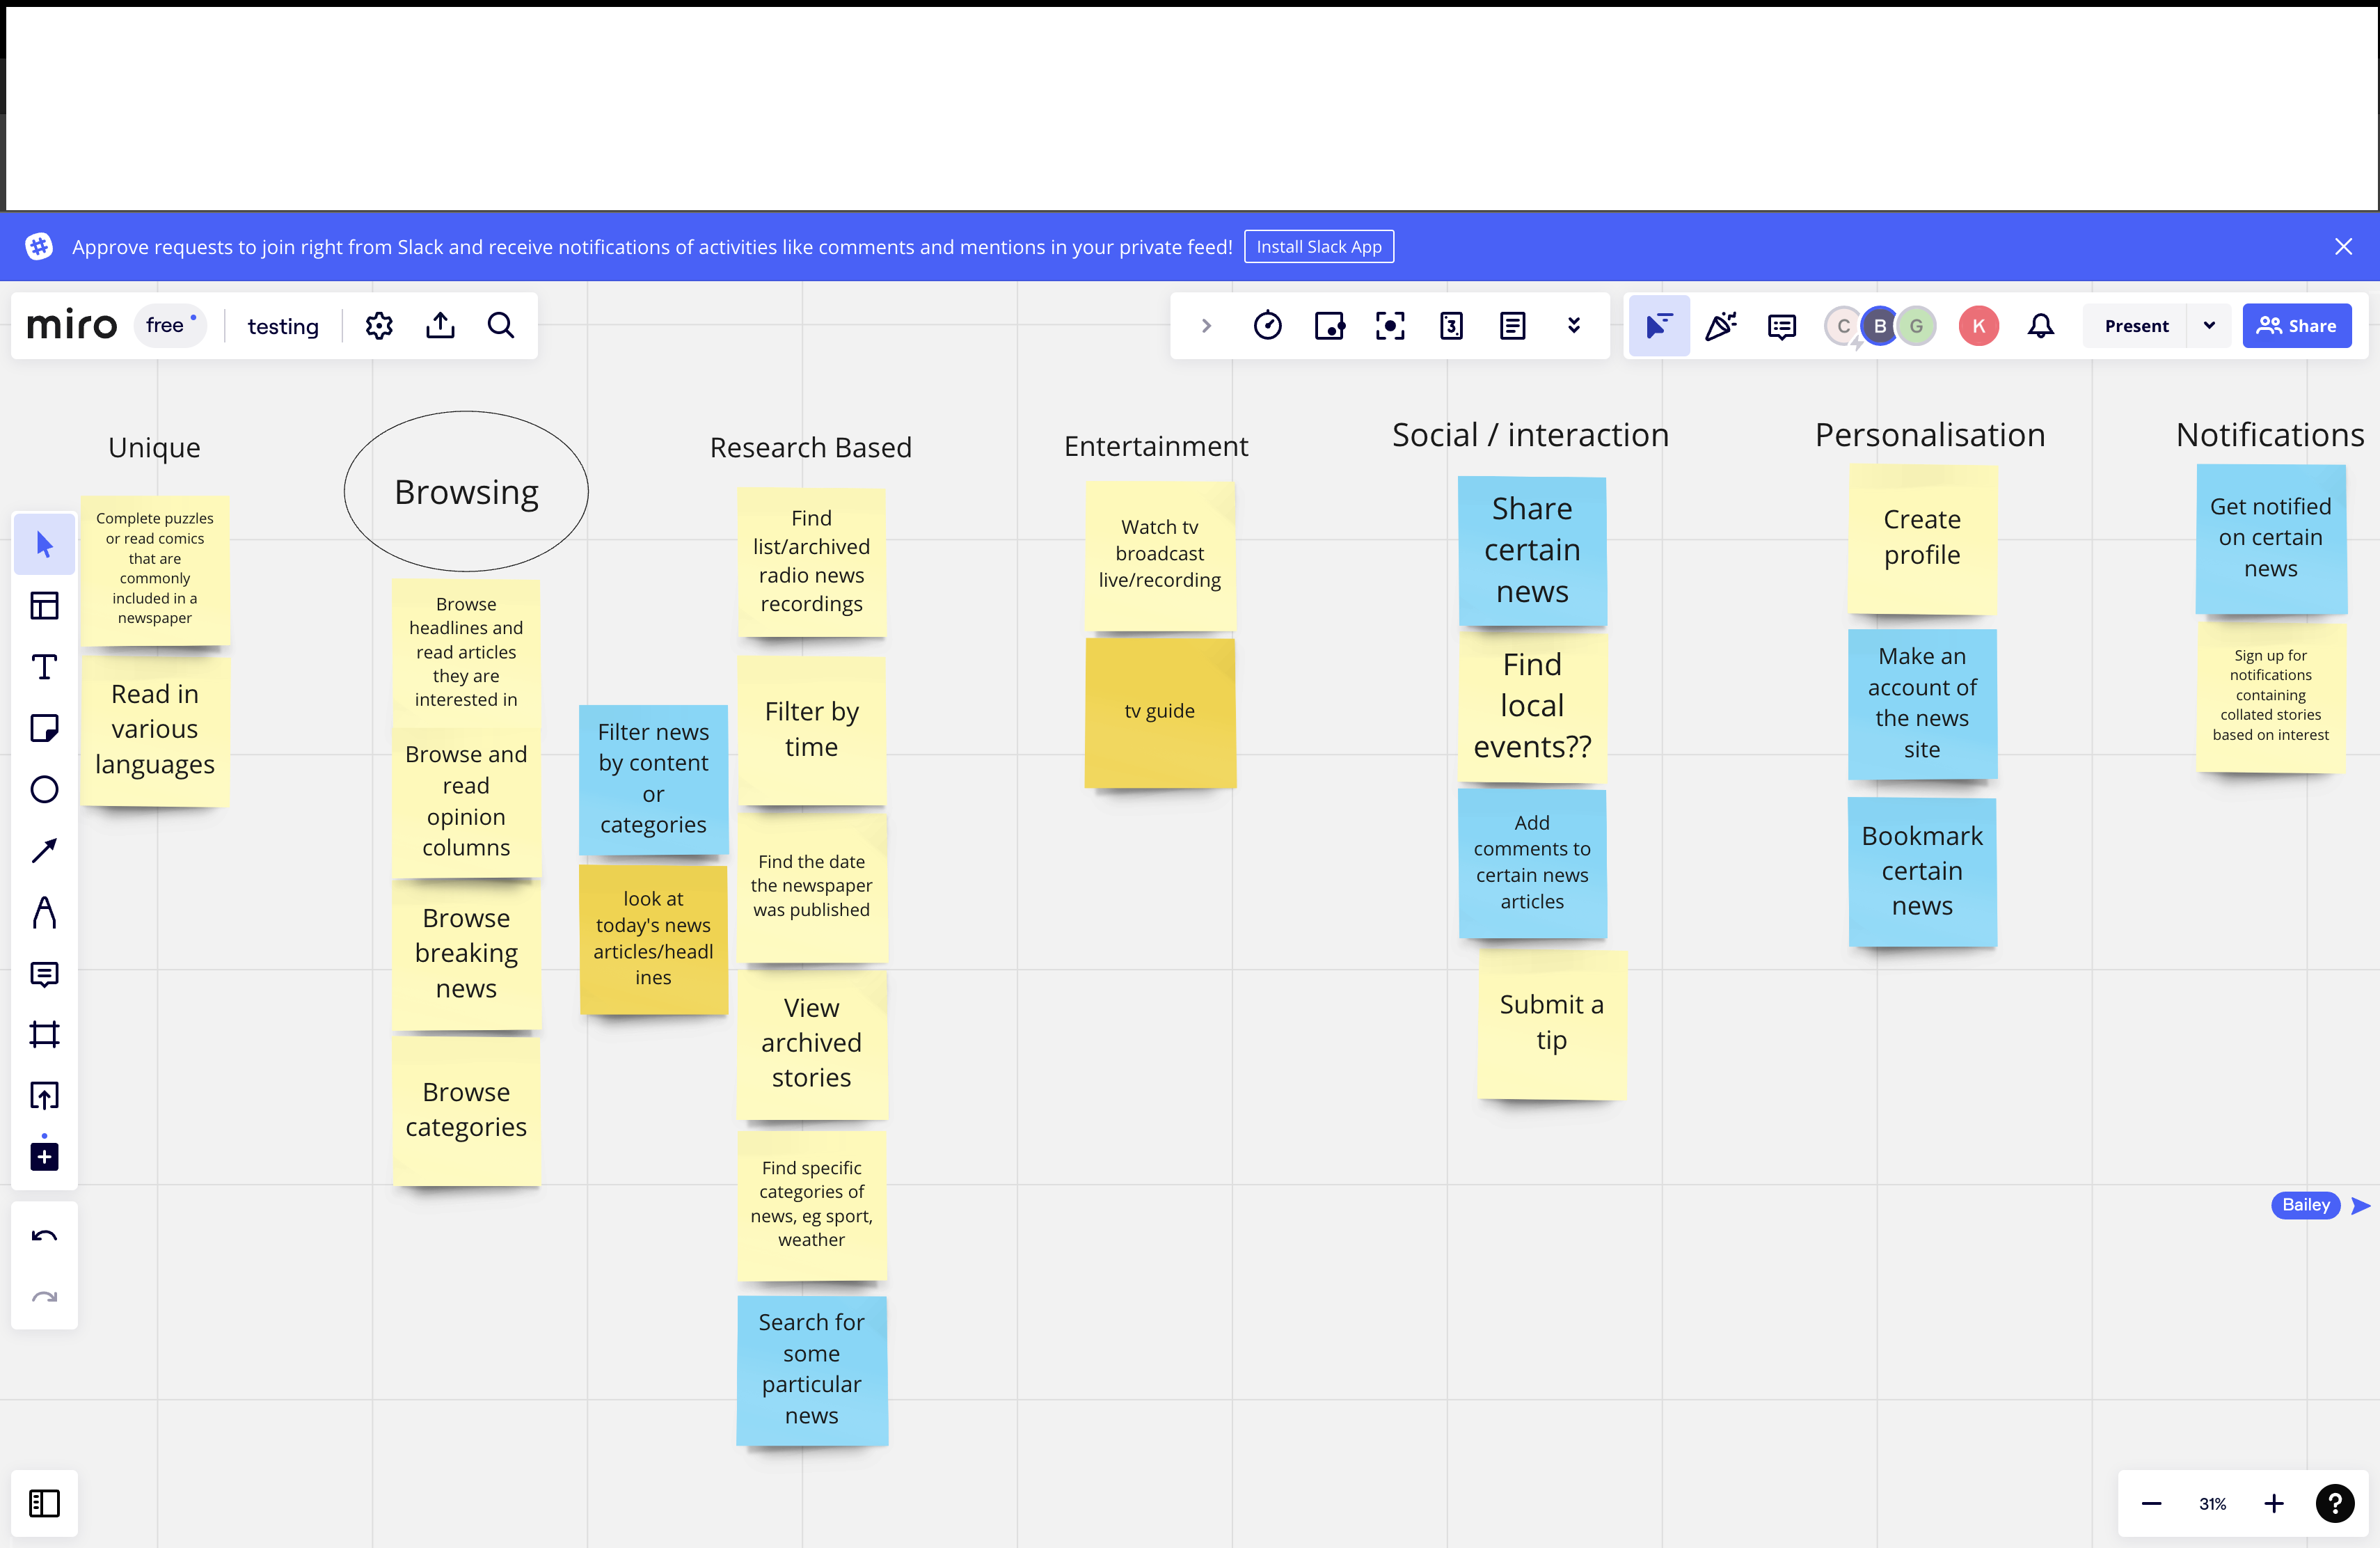 Approve requests to join right from Slack and receive notifications of activities like comments and mentions in your private feed!
Install Slack App
miro
free
testing
3
C
B
G
K
Present
Share
Unique
Complete puzzles
or read comics
that are
commonly
included in a
newspaper
Read in
various
languages
Browsing
Browse
headlines and
read articles
they are
interested in
Browse and
read
opinion
columns
Browse
breaking
news
Browse
categories
Filter news
by content
or
categories
look at
today's news
articles/headl
ines
Research Based
Find
list/archived
radio news
recordings
Filter by
time
Find the date
the newspaper
was published
View
archived
stories
Find specific
categories of
news, eg sport,
weather
Search for
some
particular
news
Entertainment
Watch tv
broadcast
live/recording
tv guide
Social / interaction
Share
certain
news
Find
local
events??
Add
comments to
certain news
articles
Submit a
tip
Personalisation
Create
profile
Make an
account of
the news
site
Bookmark
certain
news
Notifications
Get notified
on certain
news
Sign up for
notifications
containing
collated stories
based on interest
Bailey
31%
?